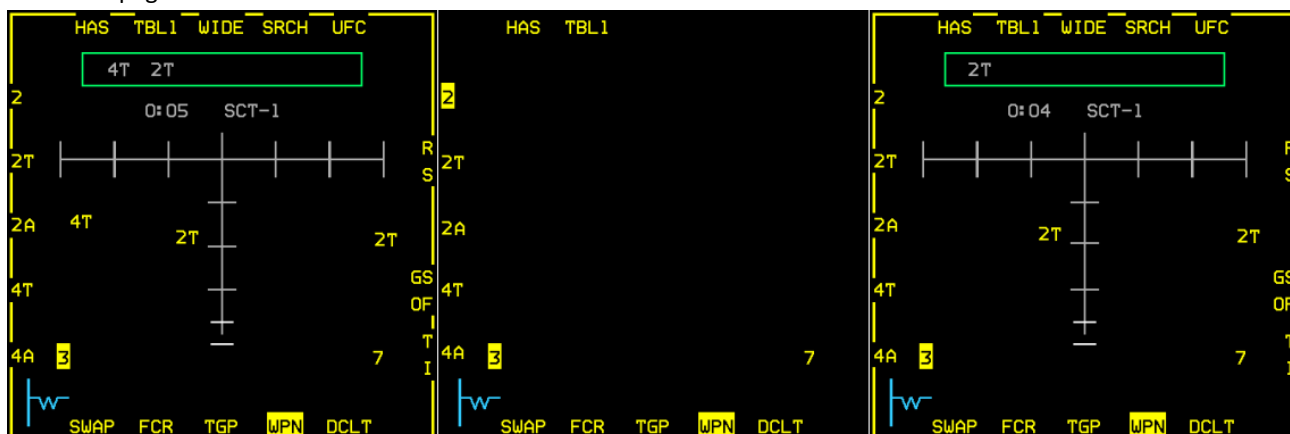 HAS TBL1 WIDE SRCH UFC
4T 2T
2
0:05 SCT-1
R
2T
S
2A 4T 2T 2T
GS
4T
OF
T
4A 3 7
I
SWAP FCR TGP WPN DCLT
HAS TBL1
2
2T
2A
4T
4A 3 7
SWAP FCR TGP WPN DCLT
HAS TBL1 WIDE SRCH UFC
2T
2
0:04 SCT-1
2T
S
2A 2T 2T
GS
4T
OF
4A 3 7
I
SWAP FCR TGP WPN DCLT